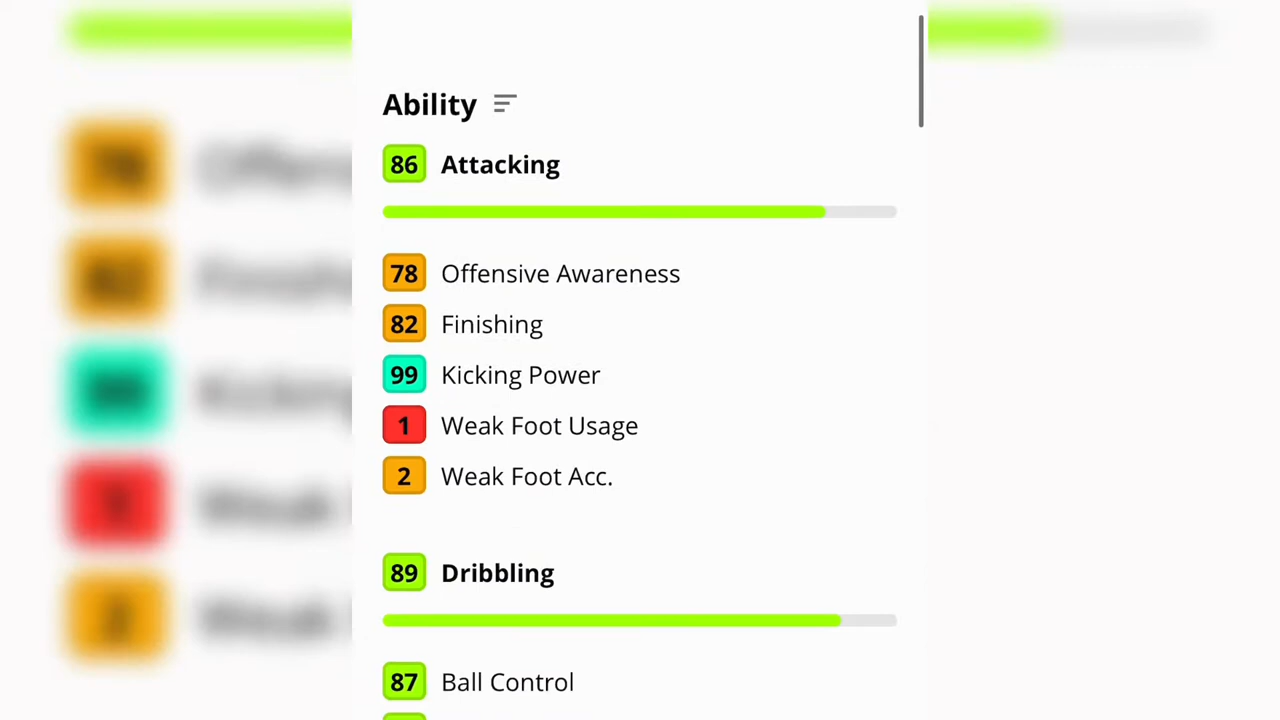 Ability
86 Attacking
78 Offensive Awareness
82 Finishing
99 Kicking Power
1 Weak Foot Usage
2 Weak Foot Acc.
89 Dribbling
87 Ball Control